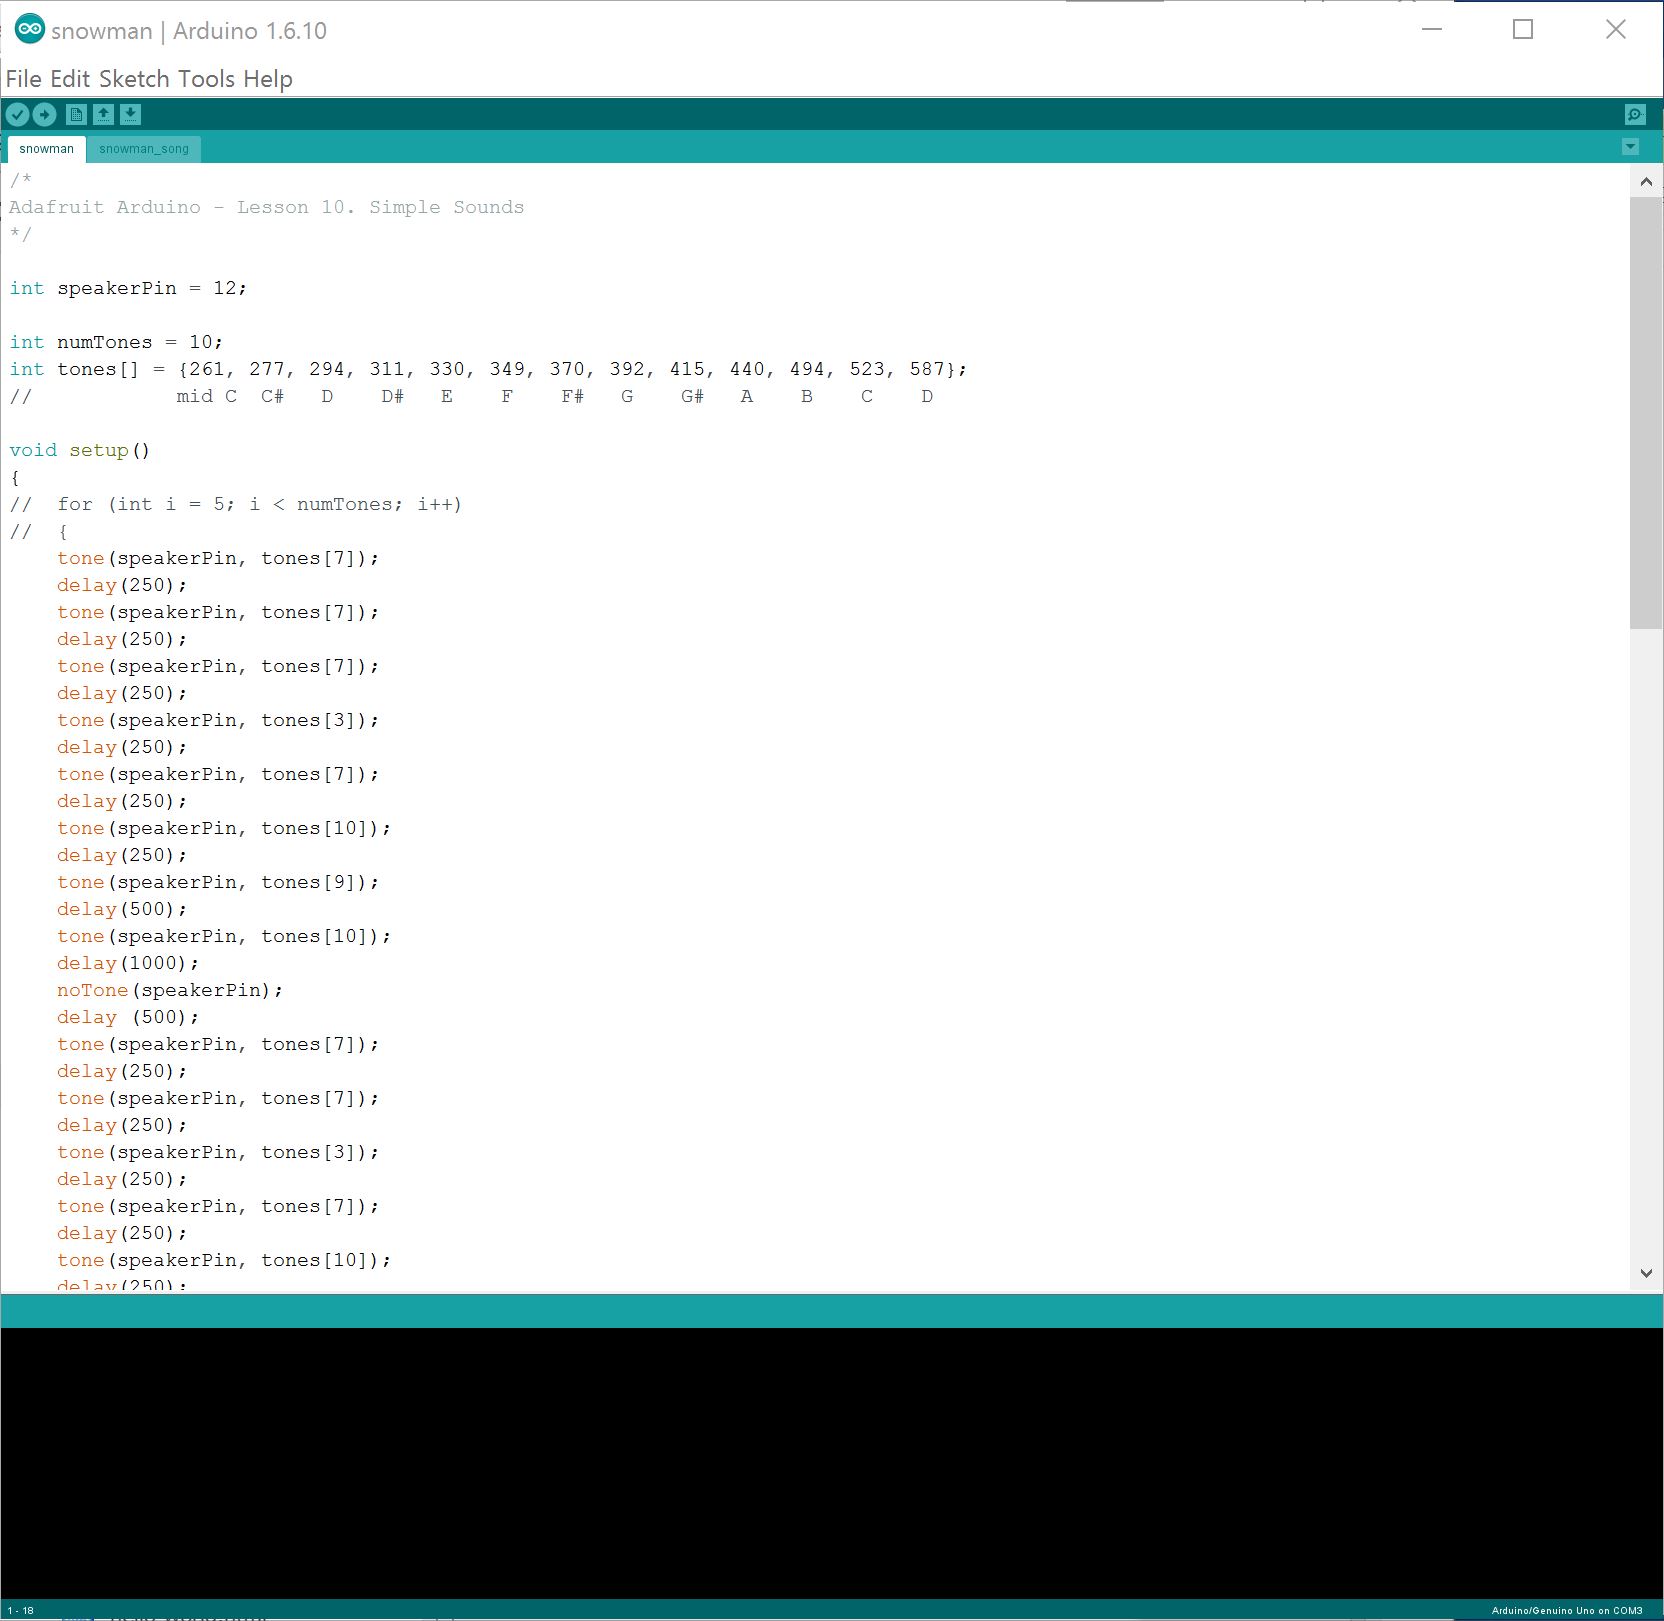 snowman | Arduino 1.6.10
File Edit Sketch Tools Help
snowman snowman_song
/*
Adafruit Arduino - Lesson 10. Simple Sounds
*/
int speakerPin = 12;
int numTones = 10;
int tones[] = {261, 277, 294, 311, 330, 349, 370, 392, 415, 440, 494, 523, 587};
// mid C C# D D# E F F# G G# A B C D
void setup()
{
// for (int i = 5; i < numTones; i++)
// {
tone(speakerPin, tones[7]);
delay(250);
tone(speakerPin, tones[7]);
delay(250);
tone(speakerPin, tones[7]);
delay(250);
tone(speakerPin, tones[3]);
delay(250);
tone(speakerPin, tones[7]);
delay(250);
tone(speakerPin, tones[10]);
delay(250);
tone(speakerPin, tones[9]);
delay(500);
tone(speakerPin, tones[10]);
delay(1000);
noTone(speakerPin);
delay (500);
tone(speakerPin, tones[7]);
delay(250);
tone(speakerPin, tones[7]);
delay(250);
tone(speakerPin, tones[3]);
delay(250);
tone(speakerPin, tones[7]);
delay(250);
tone(speakerPin, tones[10]);
delay(250);
1 - 18 Arduino/Genuino Uno on COM3